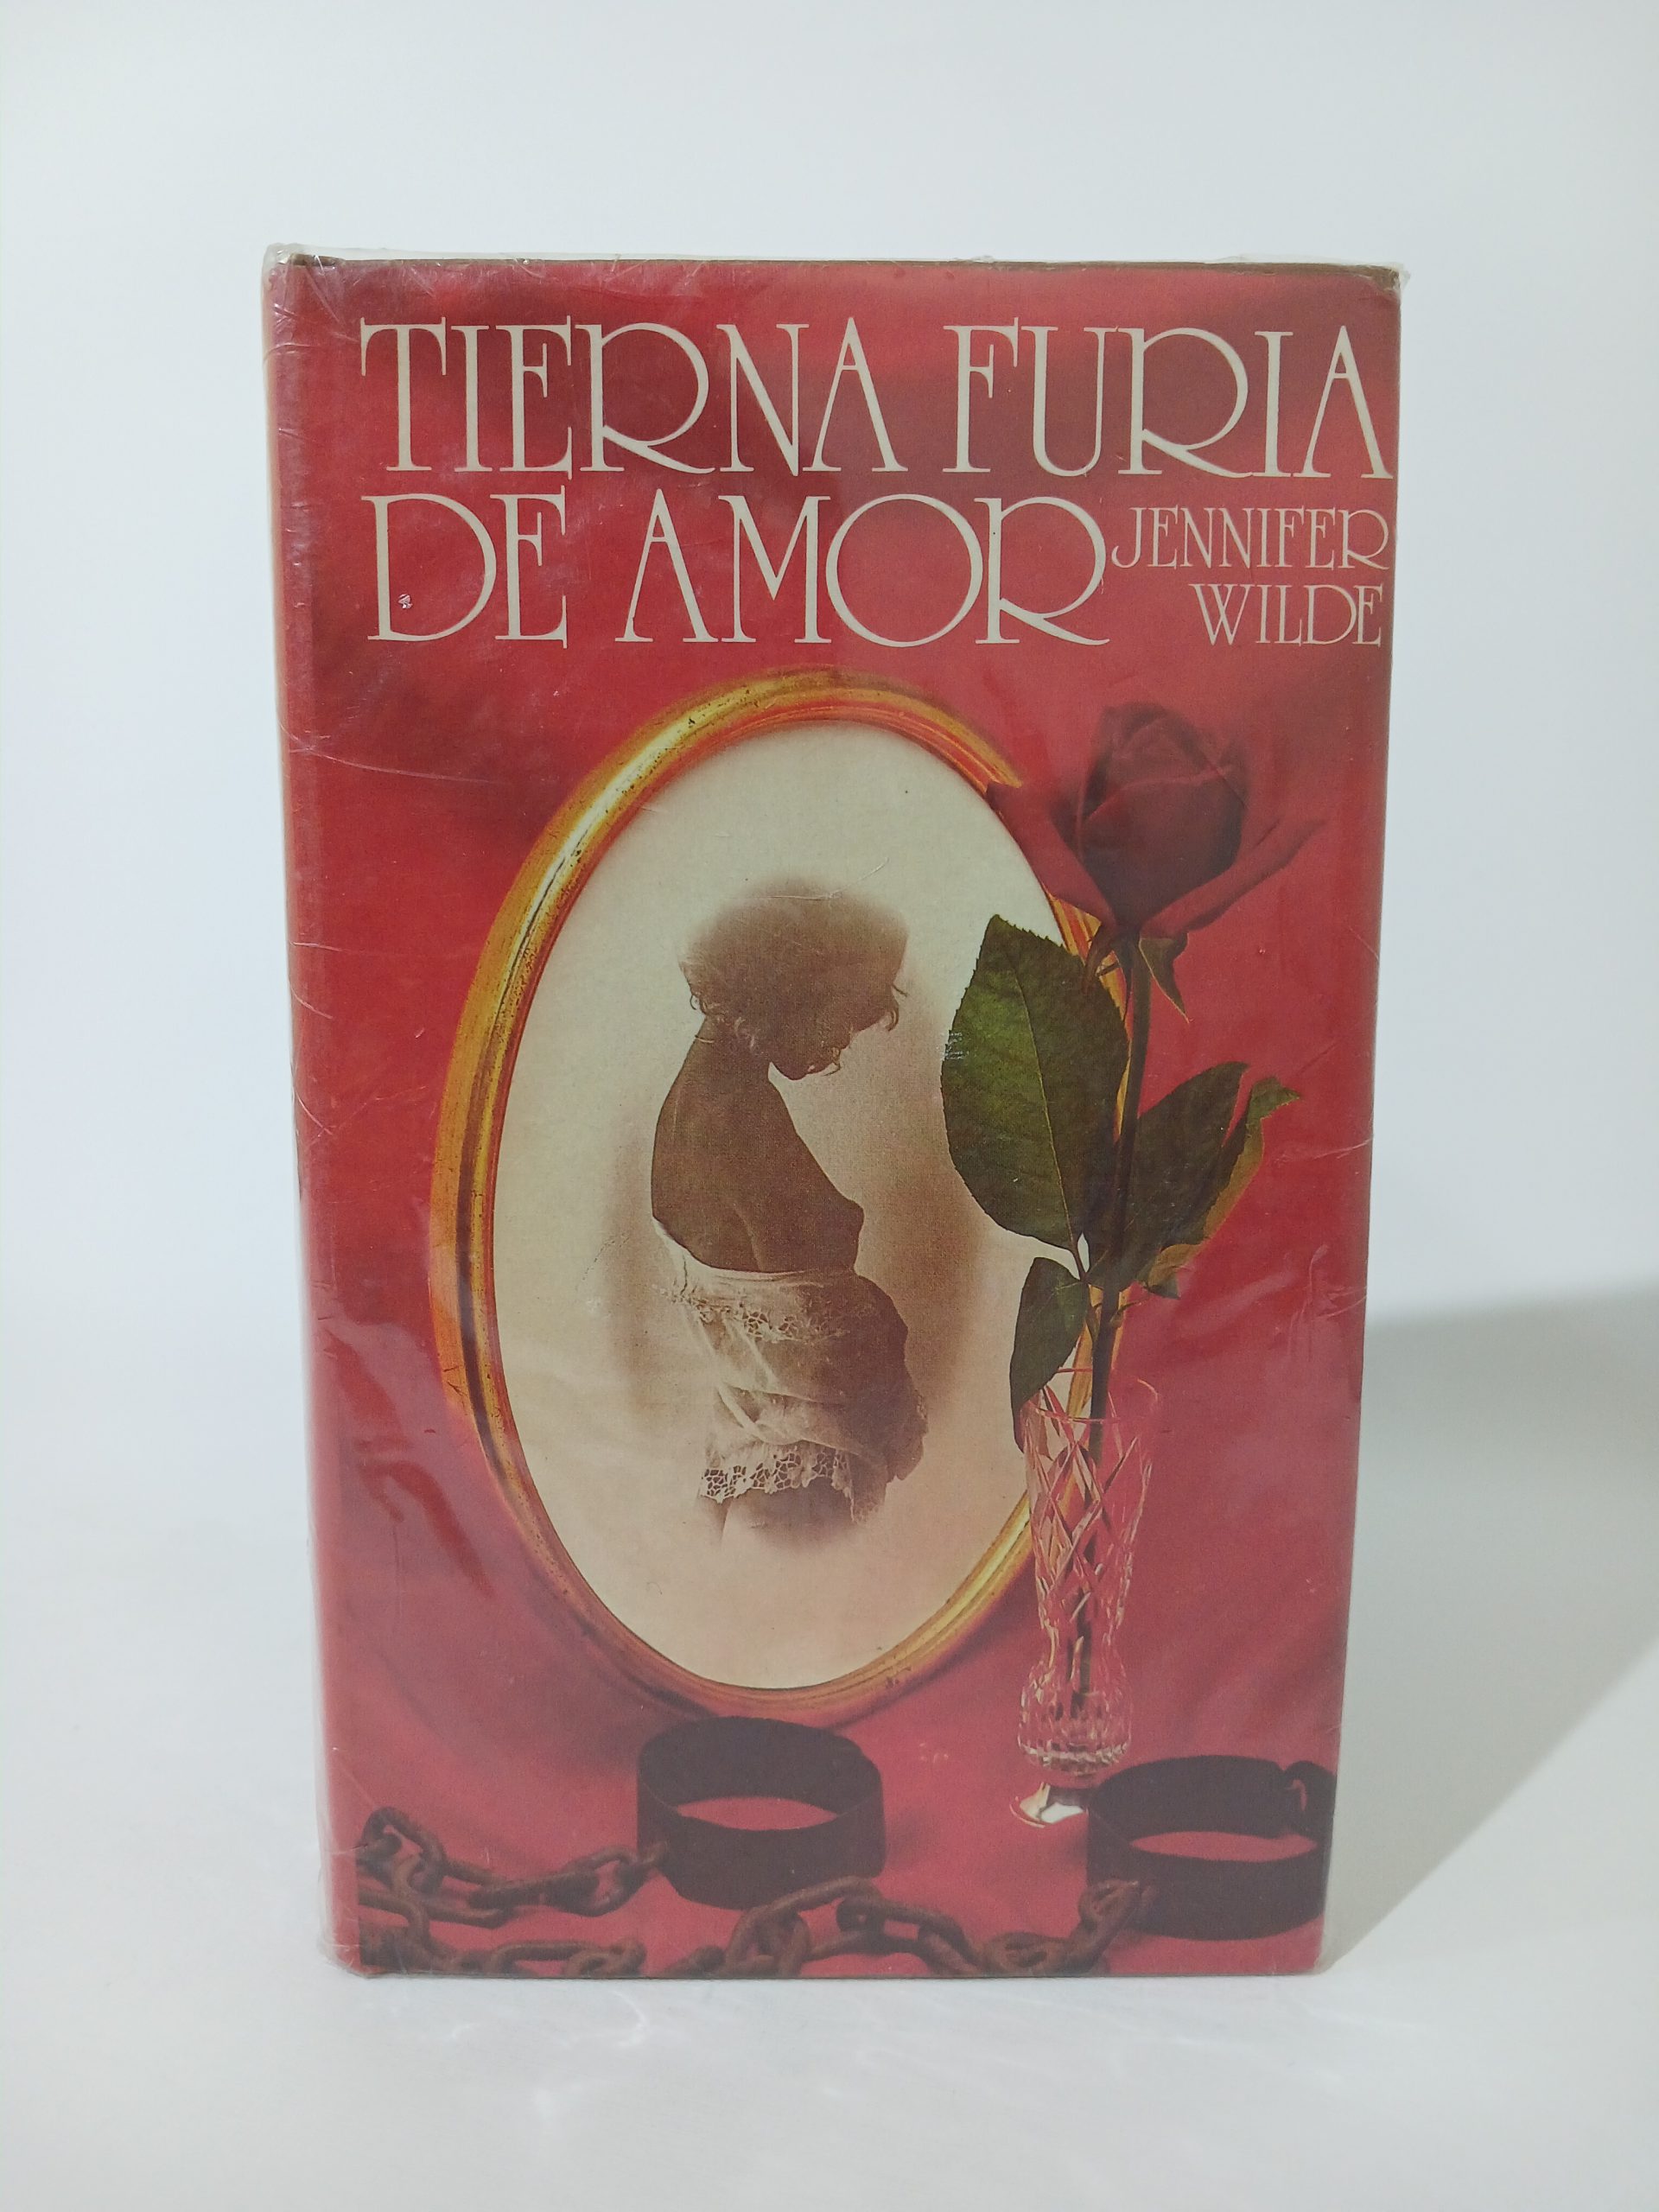 TIERNA FURIA
DE AMOR
JENNIFER
WILDE